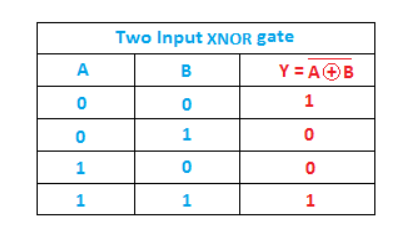 Two Input XNOR gate
A B Y = A⊕B̅
0 0 1
0 1 0
1 0 0
1 1 1